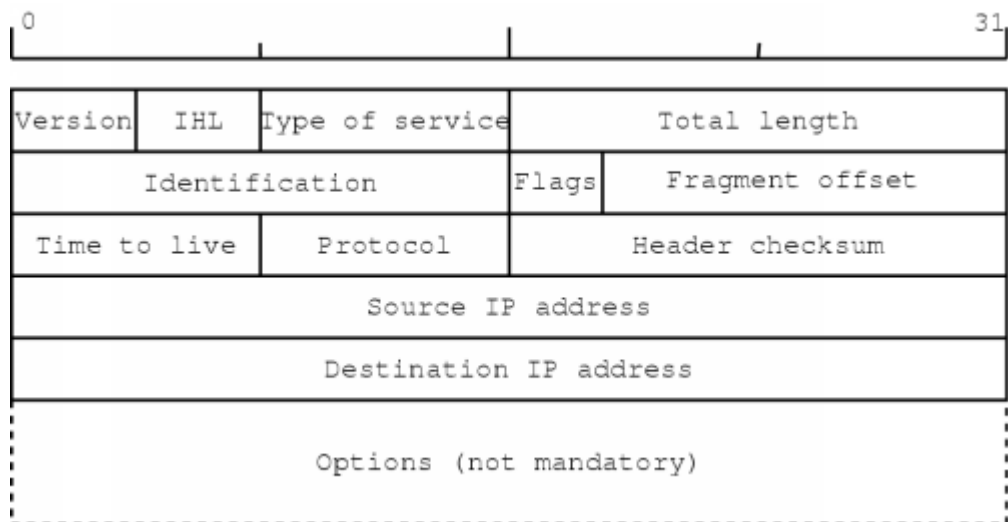 0 31
Version IHL Type of service Total length
Identification Flags Fragment offset
Time to live Protocol Header checksum
Source IP address
Destination IP address
Options (not mandatory)